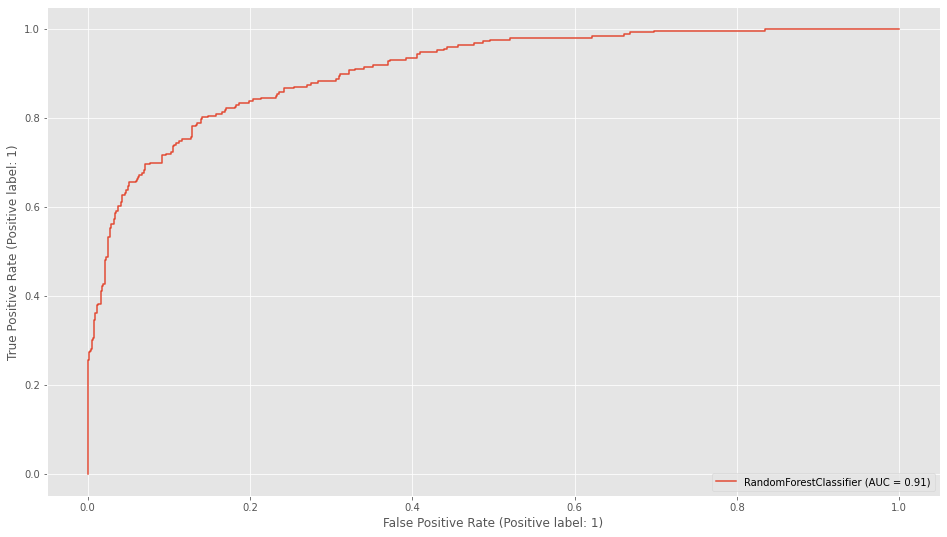 1.0
0.8
0.6
0.4
0.2
0.0
True Positive Rate (Positive label: 1)
RandomForestClassifier (AUC = 0.91)
0.0 0.2 0.4 0.6 0.8 1.0
False Positive Rate (Positive label: 1)